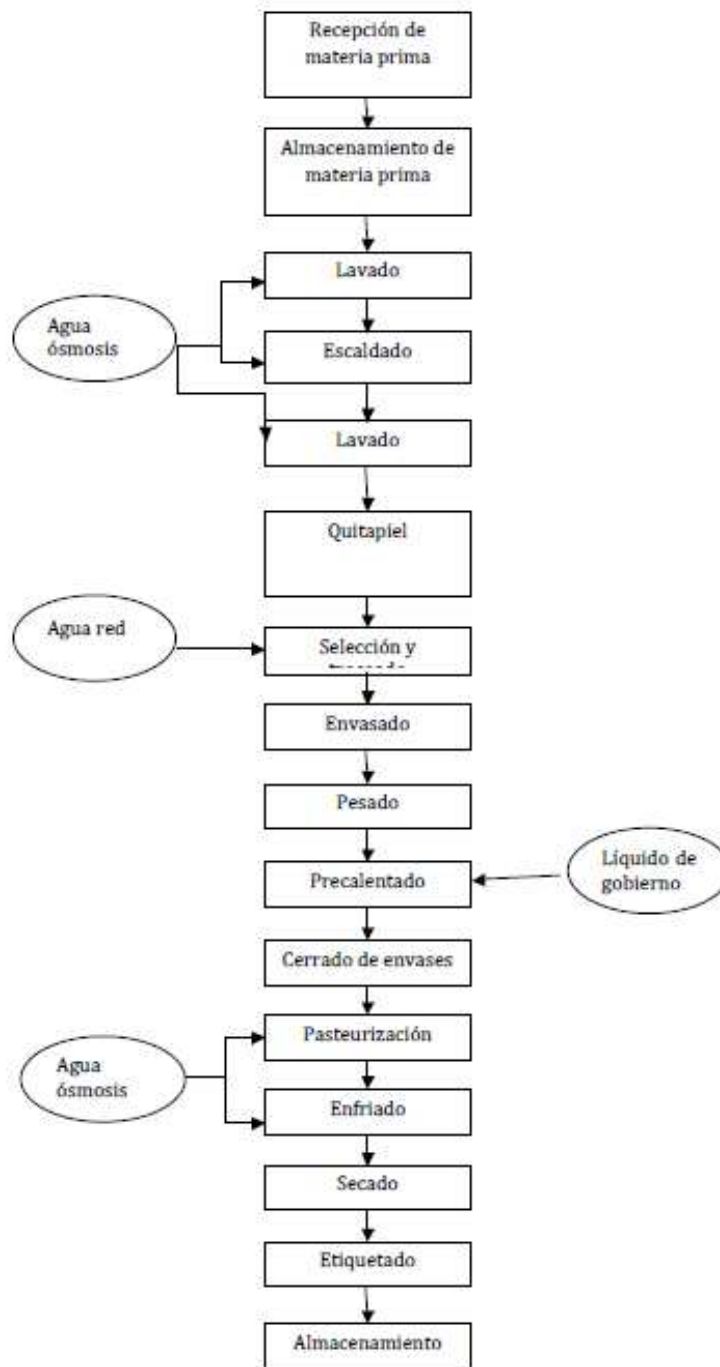 Recepción de
materia prima
Almacenamiento de
materia prima
Lavado
Agua
ósmosis
Escaldado
Lavado
Quitapiel
Agua red
Selección y
Envasado
Pesado
Líquido de
gobierno
Precalentado
Cerrado de envases
Pasteurización
Agua
ósmosis
Enfriado
Secado
Etiquetado
Almacenamiento